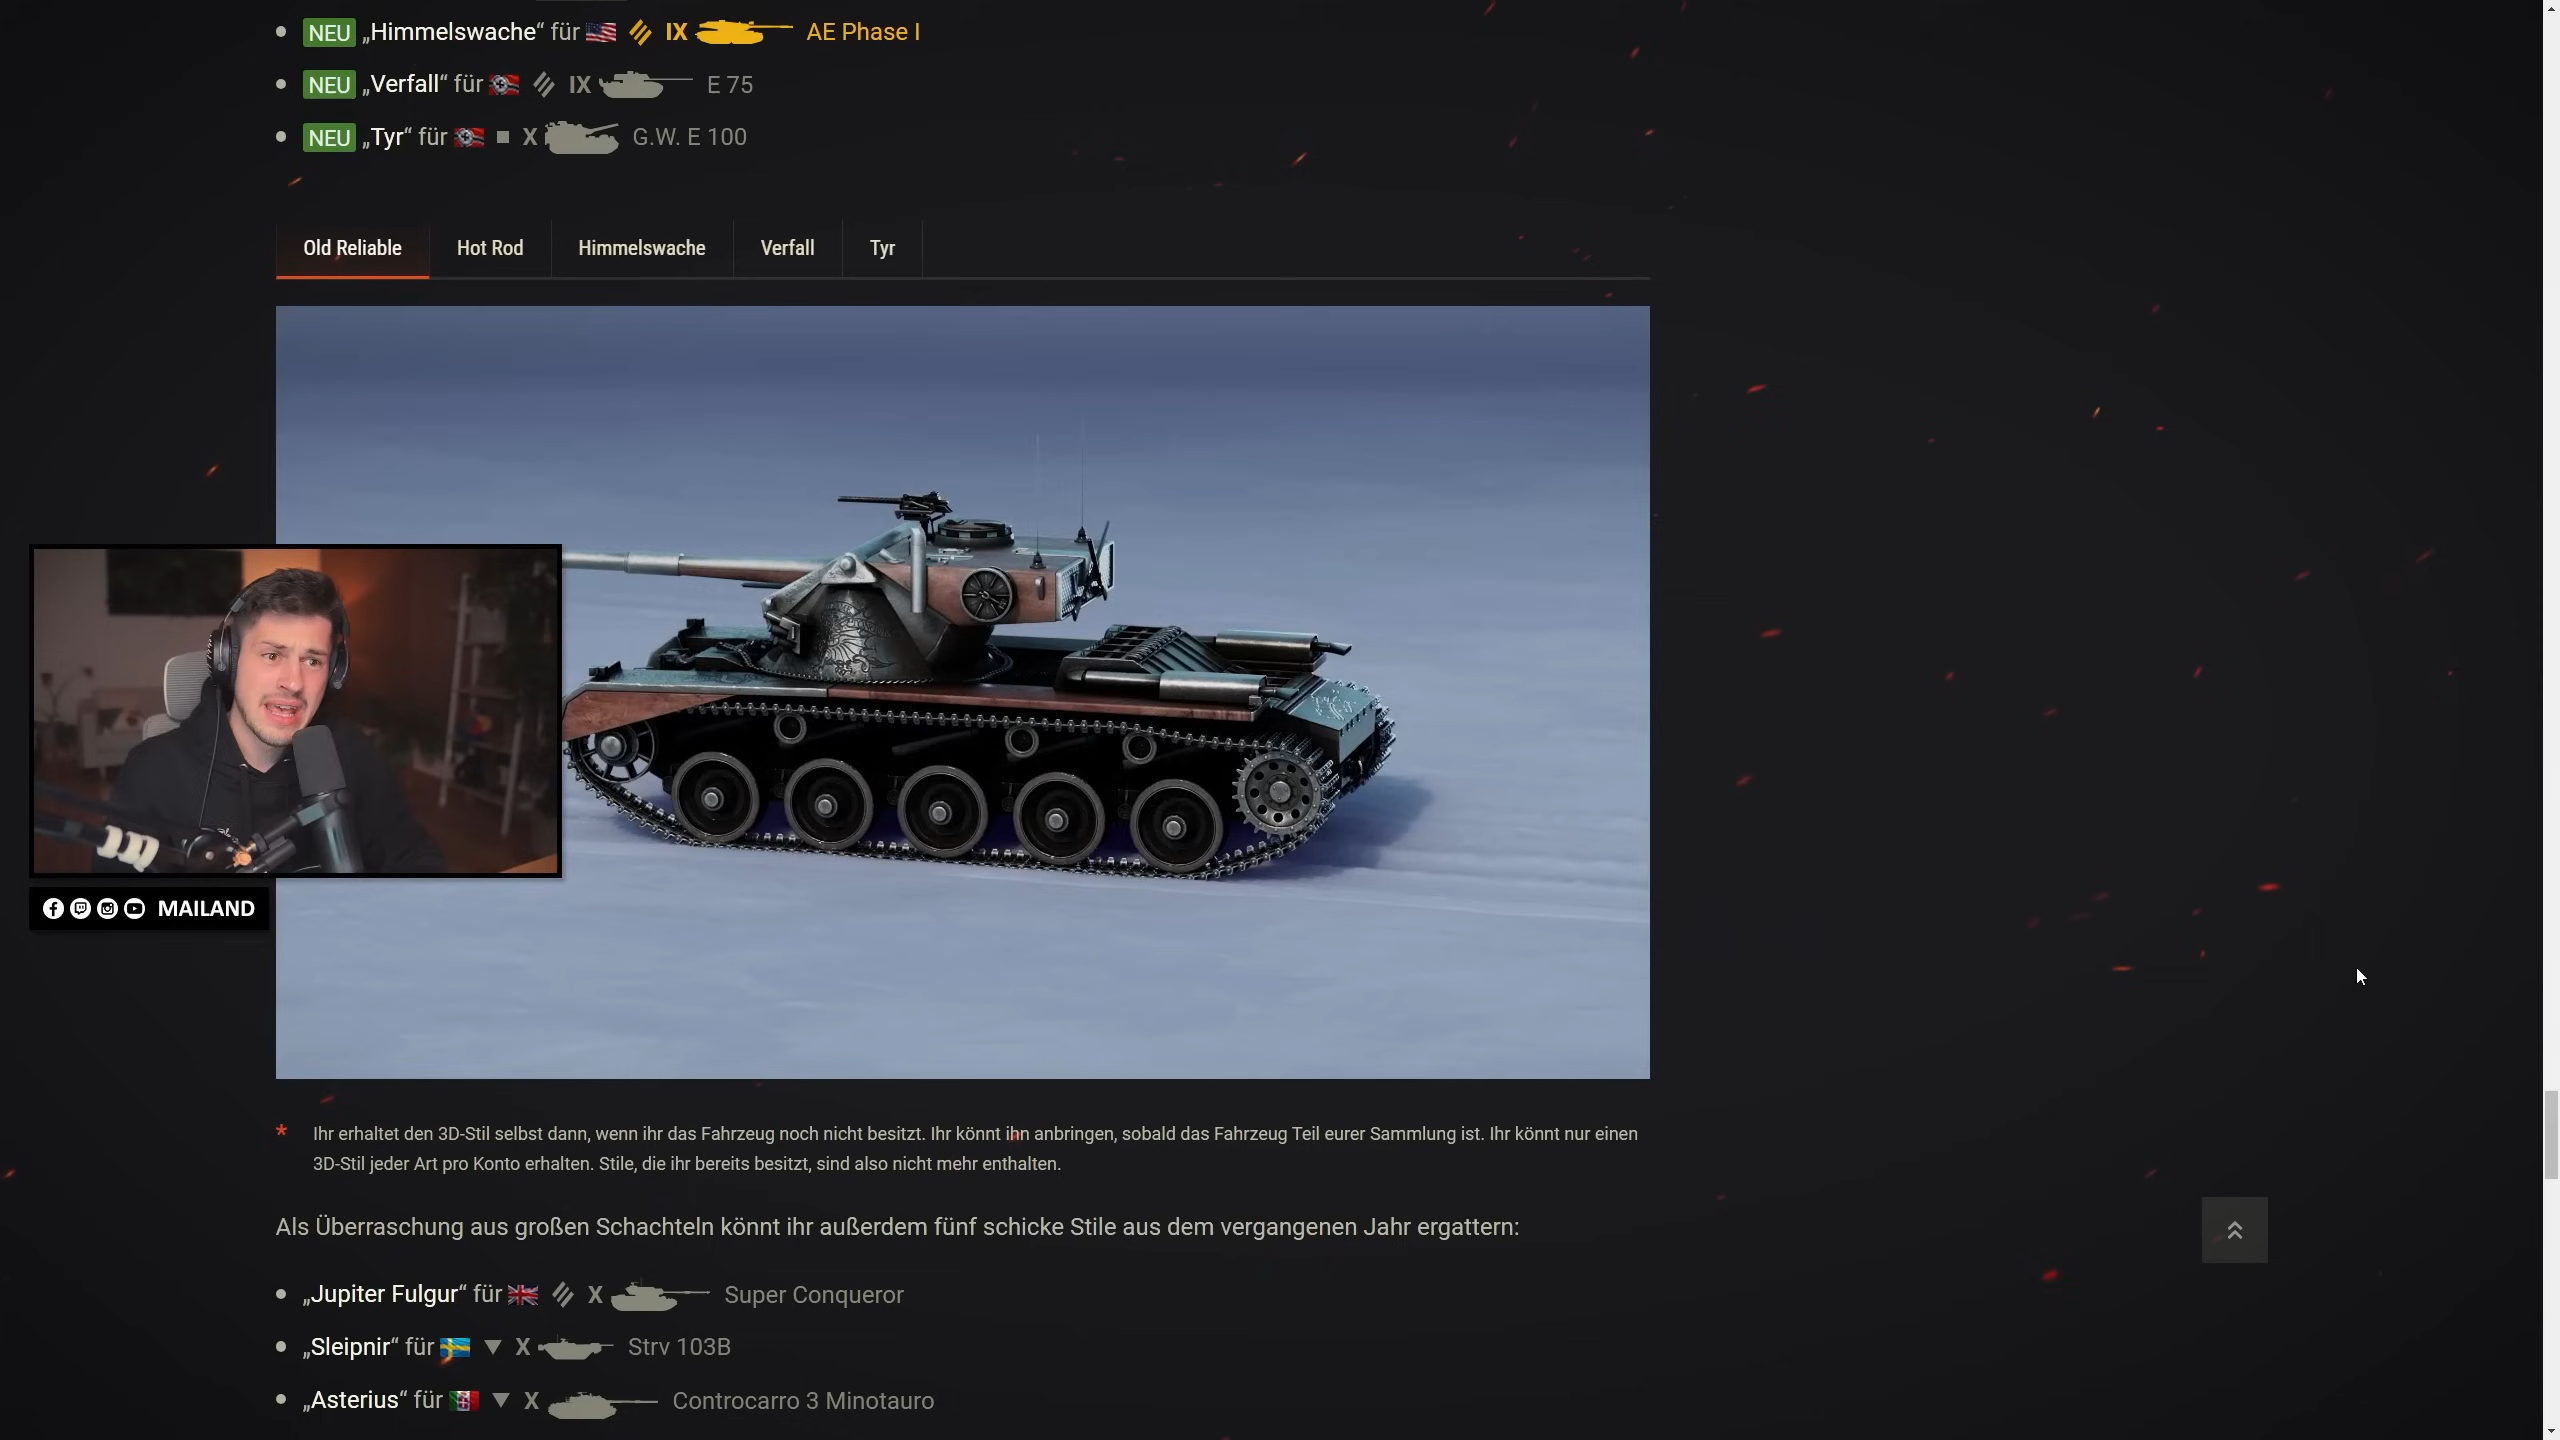 NEU „Himmelswache“ für IX AE Phase I
NEU „Verfall“ für IX E 75
NEU „Tyr“ für X G.W. E 100
Old Reliable Hot Rod Himmelswache Verfall Tyr
MAILAND
* Ihr erhaltet den 3D-Stil selbst dann, wenn ihr das Fahrzeug noch nicht besitzt. Ihr könnt ihn anbringen, sobald das Fahrzeug Teil eurer Sammlung ist. Ihr könnt nur einen
3D-Stil jeder Art pro Konto erhalten. Stile, die ihr bereits besitzt, sind also nicht mehr enthalten.
Als Überraschung aus großen Schachteln könnt ihr außerdem fünf schicke Stile aus dem vergangenen Jahr ergattern:
„Jupiter Fulgur“ für X Super Conqueror
„Sleipnir“ für X Strv 103B
„Asterius“ für X Controcarro 3 Minotauro